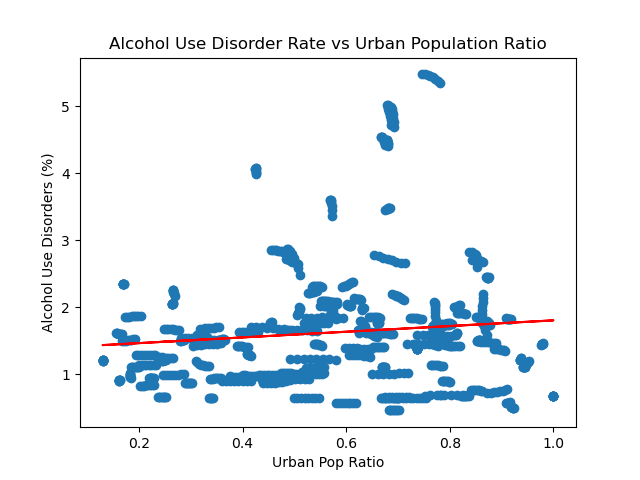 Alcohol Use Disorder Rate vs Urban Population Ratio
Alcohol Use Disorders (%)
5
4
3
2
1
0.2 0.4 0.6 0.8 1.0
Urban Pop Ratio